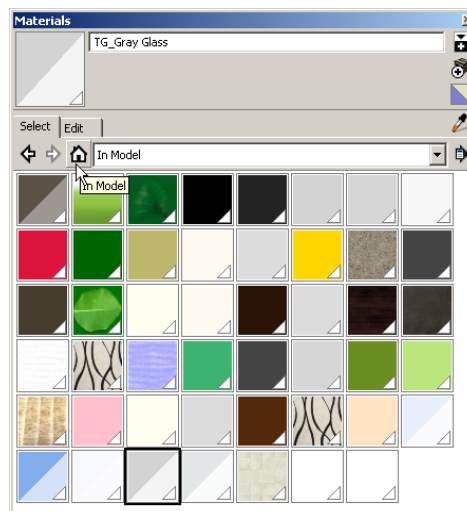 Materials
TG_Gray Glass
Select
Edit
In Model
In Model